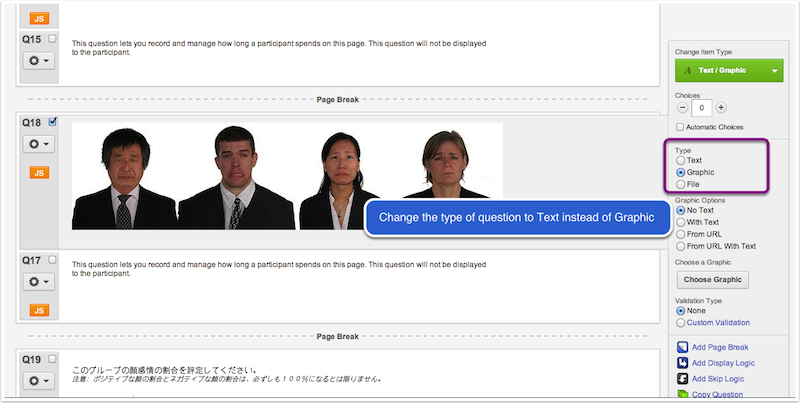 JS
Q15
This question lets you record and manage how long a participant spends on this page. This question will not be displayed
to the participant.
Page Break
Q18
JS
Change the type of question to Text instead of Graphic
Q17
This question lets you record and manage how long a participant spends on this page. This question will not be displayed
to the participant.
JS
Page Break
Q19
このグループの顔感情の割合を評定してください。
注意：ポジティブな顔の割合とネガティブな顔の割合は、必ずしも１００％になるとは限りません。
Change Item Type
A Text / Graphic
Choices
0
Automatic Choices
Type
Text
Graphic
File
Graphic Options
No Text
With Text
From URL
From URL With Text
Choose a Graphic
Choose Graphic
Validation Type
None
Custom Validation
Add Page Break
Add Display Logic
Add Skip Logic
Copy Question